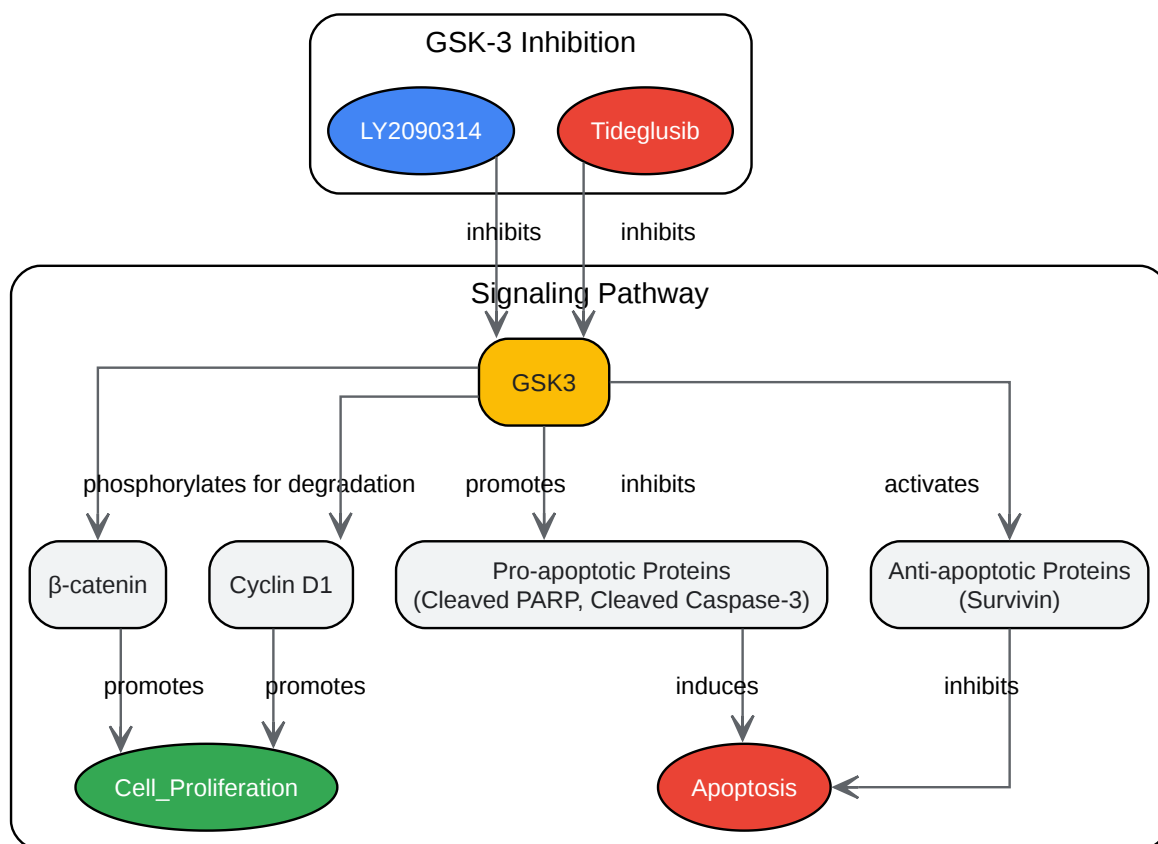 GSK-3 Inhibition
LY2090314
Tideglusib
inhibits
inhibits
Signaling Pathway
GSK3
phosphorylates for degradation
promotes
inhibits
activates
β-catenin
Cyclin D1
Pro-apoptotic Proteins
(Cleaved PARP, Cleaved Caspase-3)
Anti-apoptotic Proteins
(Survivin)
promotes
promotes
induces
inhibits
Cell_Proliferation
Apoptosis